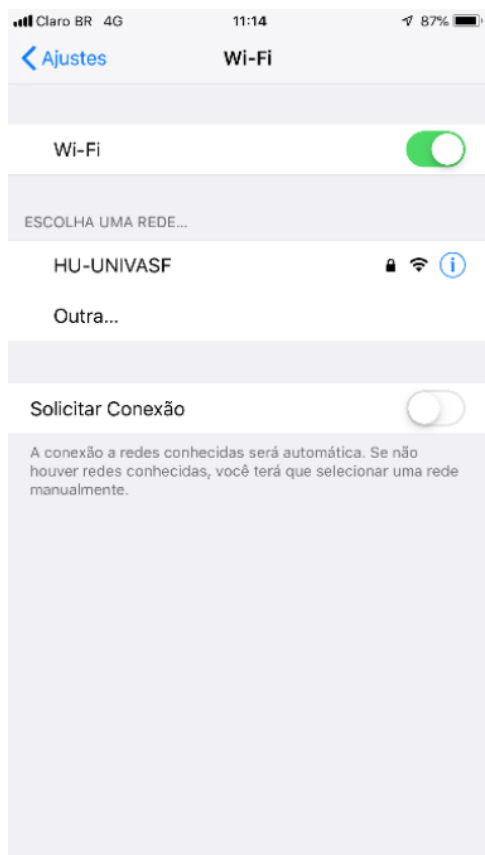 Claro BR 4G 11:14 87%
Ajustes Wi-Fi
Wi-Fi
ESCOLHA UMA REDE...
HU-UNIVASF
Outra...
Solicitar Conexão
A conexão a redes conhecidas será automática. Se não
houver redes conhecidas, você terá que selecionar uma rede
manualmente.